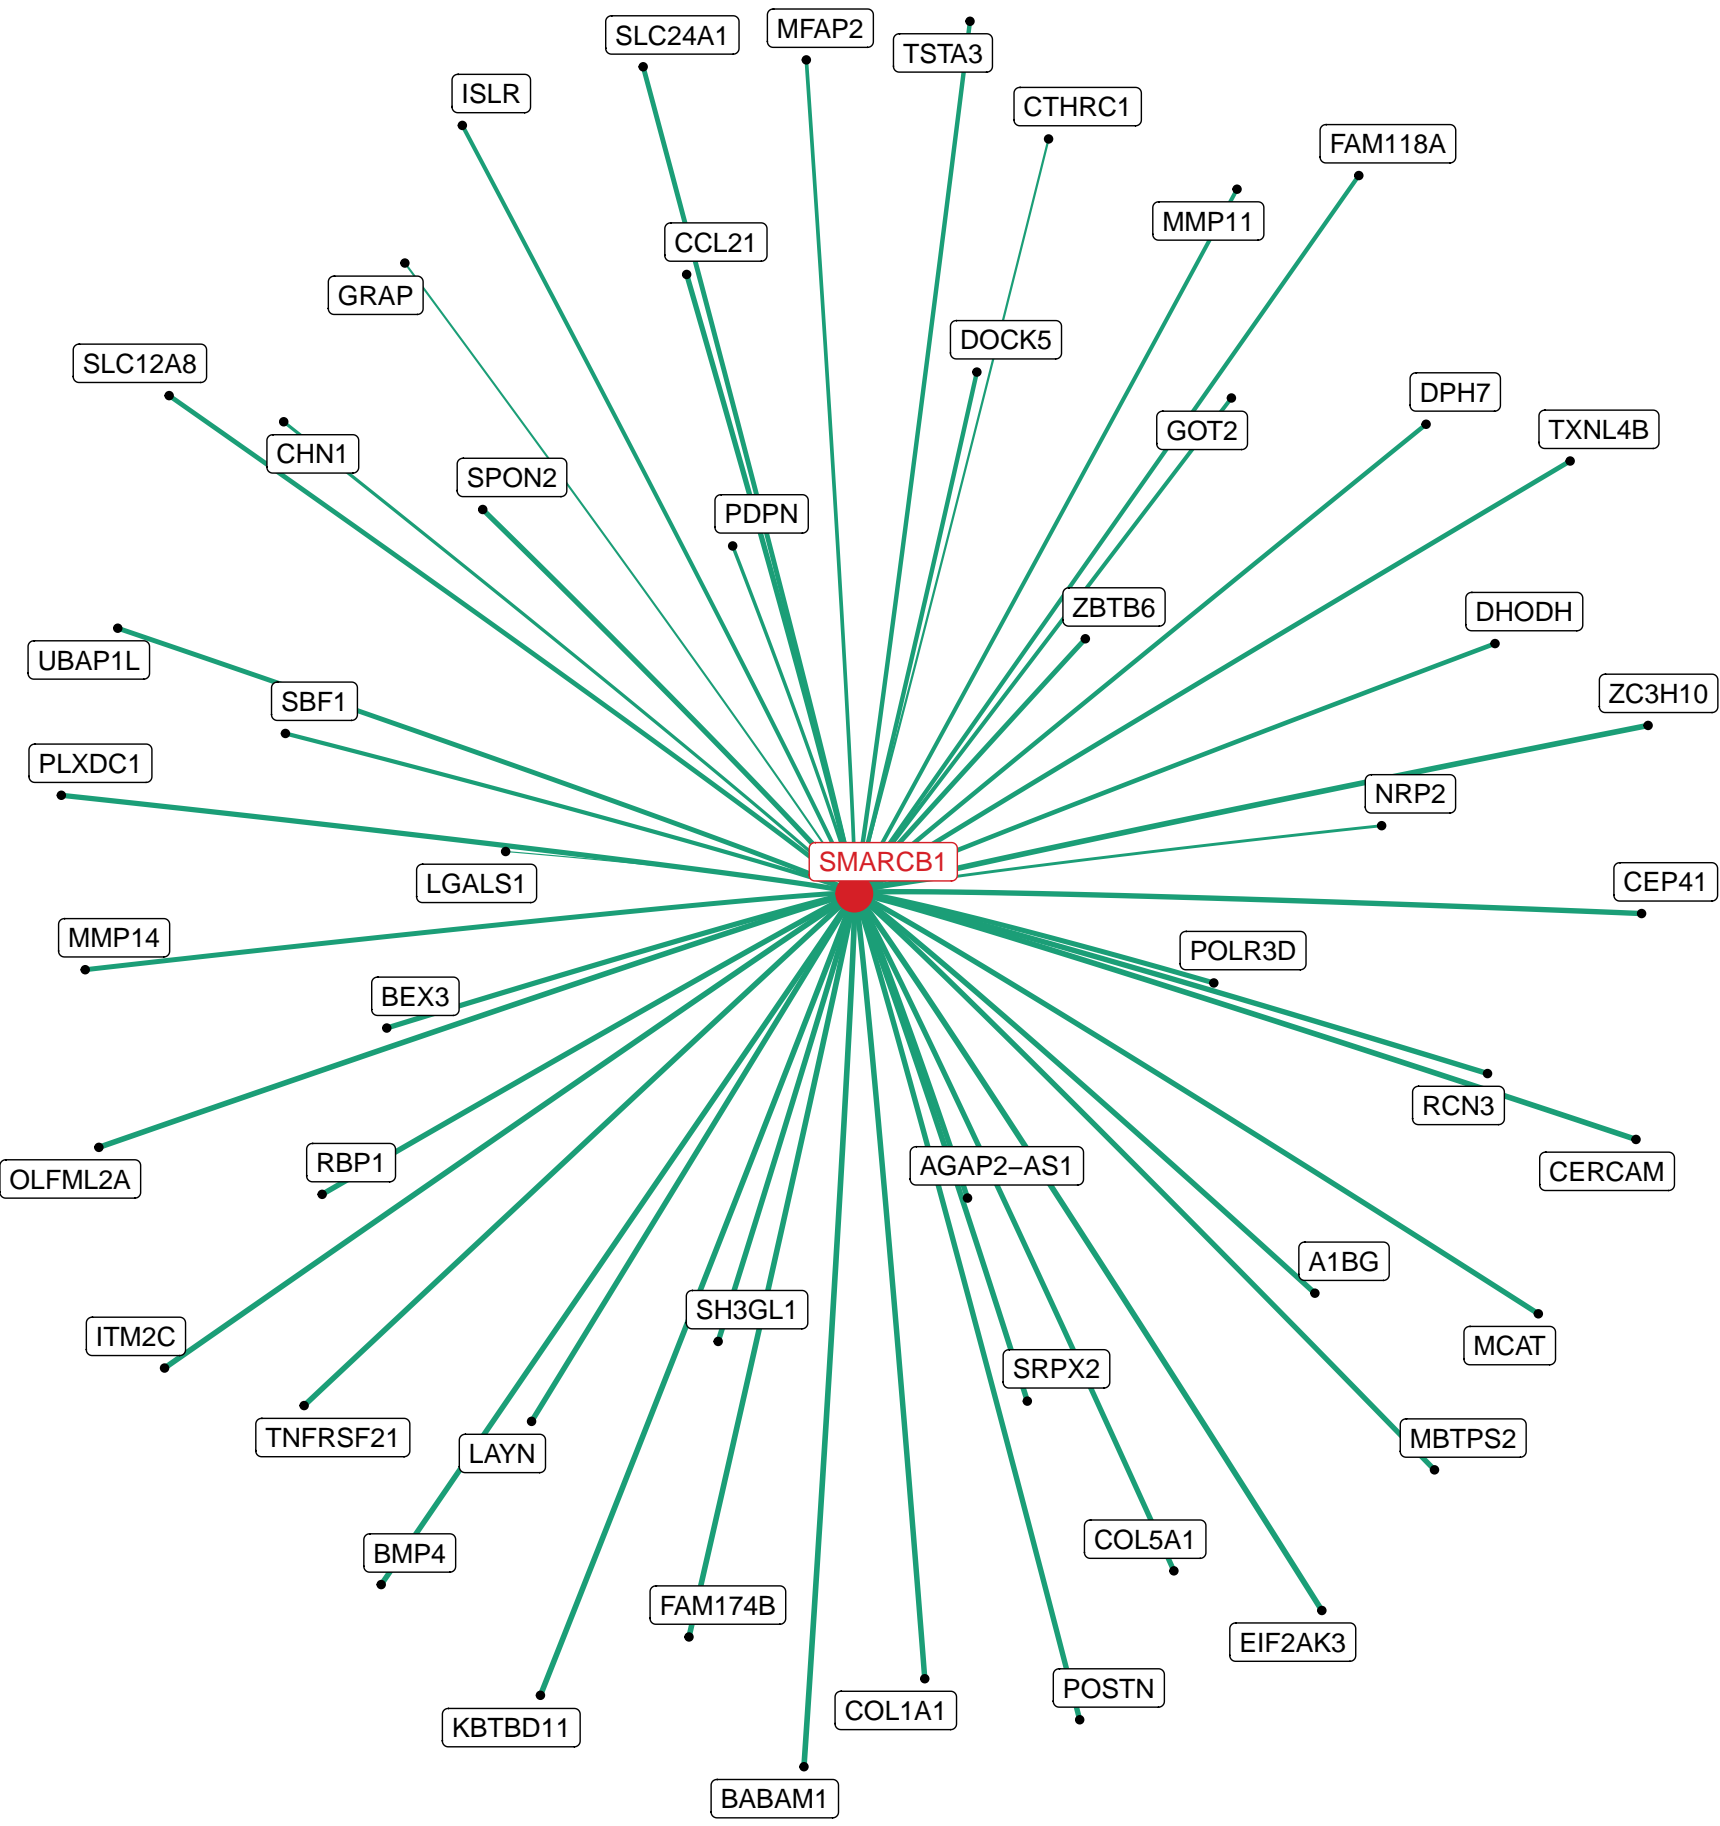 MFAP2
SLC24A1
TSTA3
ISLR
CTHRC1
FAM118A
MMP11
CCL21
GRAP
DOCK5
SLC12A8
DPH7
TXNL4B
GOT2
CHN1
SPON2
PDPN
ZBTB6
DHODH
UBAP1L
ZC3H10
SBF1
PLXDC1
NRP2
SMARCB1
LGALS1
CEP41
MMP14
POLR3D
BEX3
RCN3
RBP1
AGAP2–AS1
CERCAM
OLFML2A
A1BG
SH3GL1
ITM2C
MCAT
SRPX2
TNFRSF21
MBTPS2
LAYN
COL5A1
BMP4
FAM174B
EIF2AK3
POSTN
COL1A1
KBTBD11
BABAM1